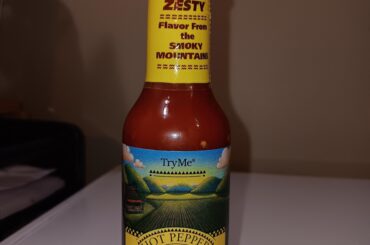 ZESTY
Flavor From
the
SMOKY
MOUNTAINS
TryMe®
HOT PEPPER